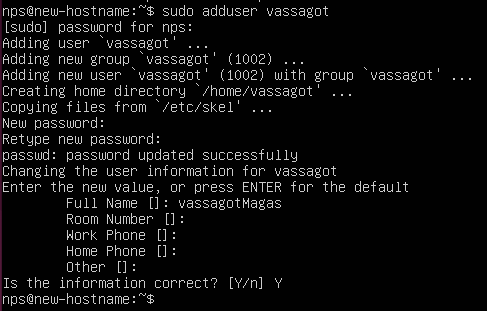 nps@new-hostname:~$ sudo adduser vassagot
[sudo] password for nps:
Adding user `vassagot' ...
Adding new group `vassagot' (1002) ...
Adding new user `vassagot' (1002) with group `vassagot' ...
Creating home directory `/home/vassagot' ...
Copying files from `/etc/skel' ...
New password:
Retype new password:
passwd: password updated successfully
Changing the user information for vassagot
Enter the new value, or press ENTER for the default
        Full Name []: vassagotMagas
        Room Number []:
        Work Phone []:
        Home Phone []:
        Other []:
Is the information correct? [Y/n] Y
nps@new-hostname:~$